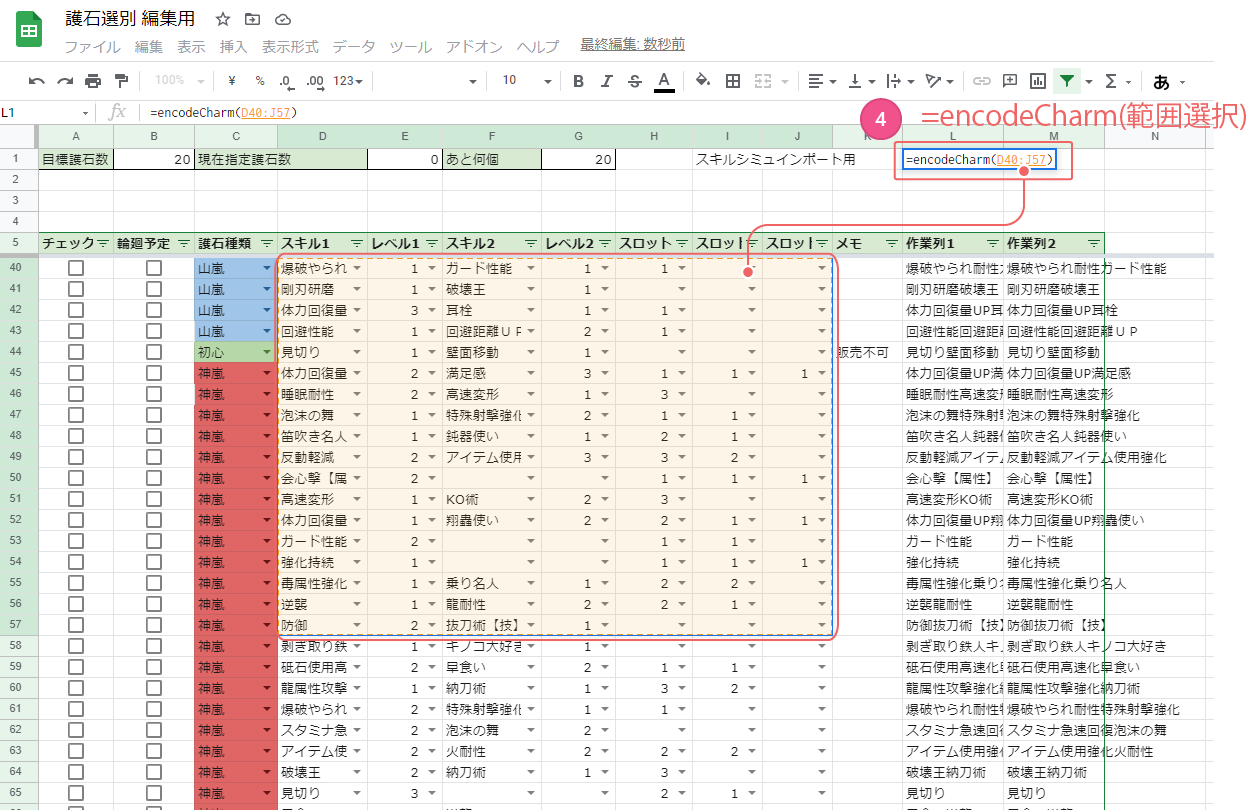 護石選別 編集用
ファイル 編集 表示 挿入 表示形式 データ ツール アドオン ヘルプ 最終編集: 数秒前
100% ¥ % .0 .00 123 10 B I S A Σ あ
L1 fx =encodeCharm(D40:J57)
4 =encodeCharm(範囲選択)
A B C D E F G H I J K L M N
1 目標護石数 20 現在指定護石数 0 あと何個 20 スキルシミュインポート用 =encodeCharm(D40:J57)
2
3
4
5 チェック 輪廻予定 護石種類 スキル1 レベル1 スキル2 レベル2 スロット スロット スロット メモ 作業列1 作業列2
40 山嵐 爆破やられ 1 ガード性能 1 1 爆破やられ耐性 爆破やられ耐性ガード性能
41 山嵐 剛刃研磨 1 破壊王 1 剛刃研磨破壊王 剛刃研磨破壊王
42 山嵐 体力回復量 3 耳栓 1 1 体力回復量UP耳 体力回復量UP耳栓
43 山嵐 回避性能 1 回避距離UP 2 1 回避性能回避距離 回避性能回避距離UP
44 初心 見切り 1 壁面移動 1 販売不可 見切り壁面移動 見切り壁面移動
45 神嵐 体力回復量 2 満足感 3 1 1 1 体力回復量UP満 体力回復量UP満足感
46 神嵐 睡眠耐性 2 高速変形 1 3 睡眠耐性高速変形 睡眠耐性高速変形
47 神嵐 泡沫の舞 1 特殊射撃強化 2 1 1 泡沫の舞特殊射撃 泡沫の舞特殊射撃強化
48 神嵐 笛吹き名人 1 鈍器使い 1 2 1 笛吹き名人鈍器使 笛吹き名人鈍器使い
49 神嵐 反動軽減 2 アイテム使用 3 3 2 反動軽減アイテム 反動軽減アイテム使用強化
50 神嵐 会心撃【属 2 1 1 1 会心撃【属性】 会心撃【属性】
51 神嵐 高速変形 1 KO術 2 3 高速変形KO術 高速変形KO術
52 神嵐 体力回復量 1 翔蟲使い 2 2 1 1 体力回復量UP翔 体力回復量UP翔蟲使い
53 神嵐 ガード性能 2 1 1 ガード性能 ガード性能
54 神嵐 強化持続 1 1 1 1 強化持続 強化持続
55 神嵐 毒属性強化 1 乗り名人 1 2 2 毒属性強化乗り名 毒属性強化乗り名人
56 神嵐 逆襲 1 龍耐性 2 2 1 逆襲龍耐性 逆襲龍耐性
57 神嵐 防御 2 抜刀術【技】 1 防御抜刀術【技】 防御抜刀術【技】
58 神嵐 剥ぎ取り鉄 1 キノコ大好き 1 剥ぎ取り鉄人キノ 剥ぎ取り鉄人キノコ大好き
59 神嵐 砥石使用高 2 早食い 2 1 1 砥石使用高速化早 砥石使用高速化早食い
60 神嵐 龍属性攻撃 1 納刀術 1 3 2 龍属性攻撃強化納 龍属性攻撃強化納刀術
61 神嵐 爆破やられ 2 特殊射撃強化 1 1 爆破やられ耐性特 爆破やられ耐性特殊射撃強化
62 神嵐 スタミナ急 2 泡沫の舞 2 スタミナ急速回復 スタミナ急速回復泡沫の舞
63 神嵐 アイテム使 2 火耐性 2 2 2 アイテム使用強化 アイテム使用強化火耐性
64 神嵐 破壊王 2 納刀術 1 3 破壊王納刀術 破壊王納刀術
65 神嵐 見切り 3 2 1 見切り 見切り